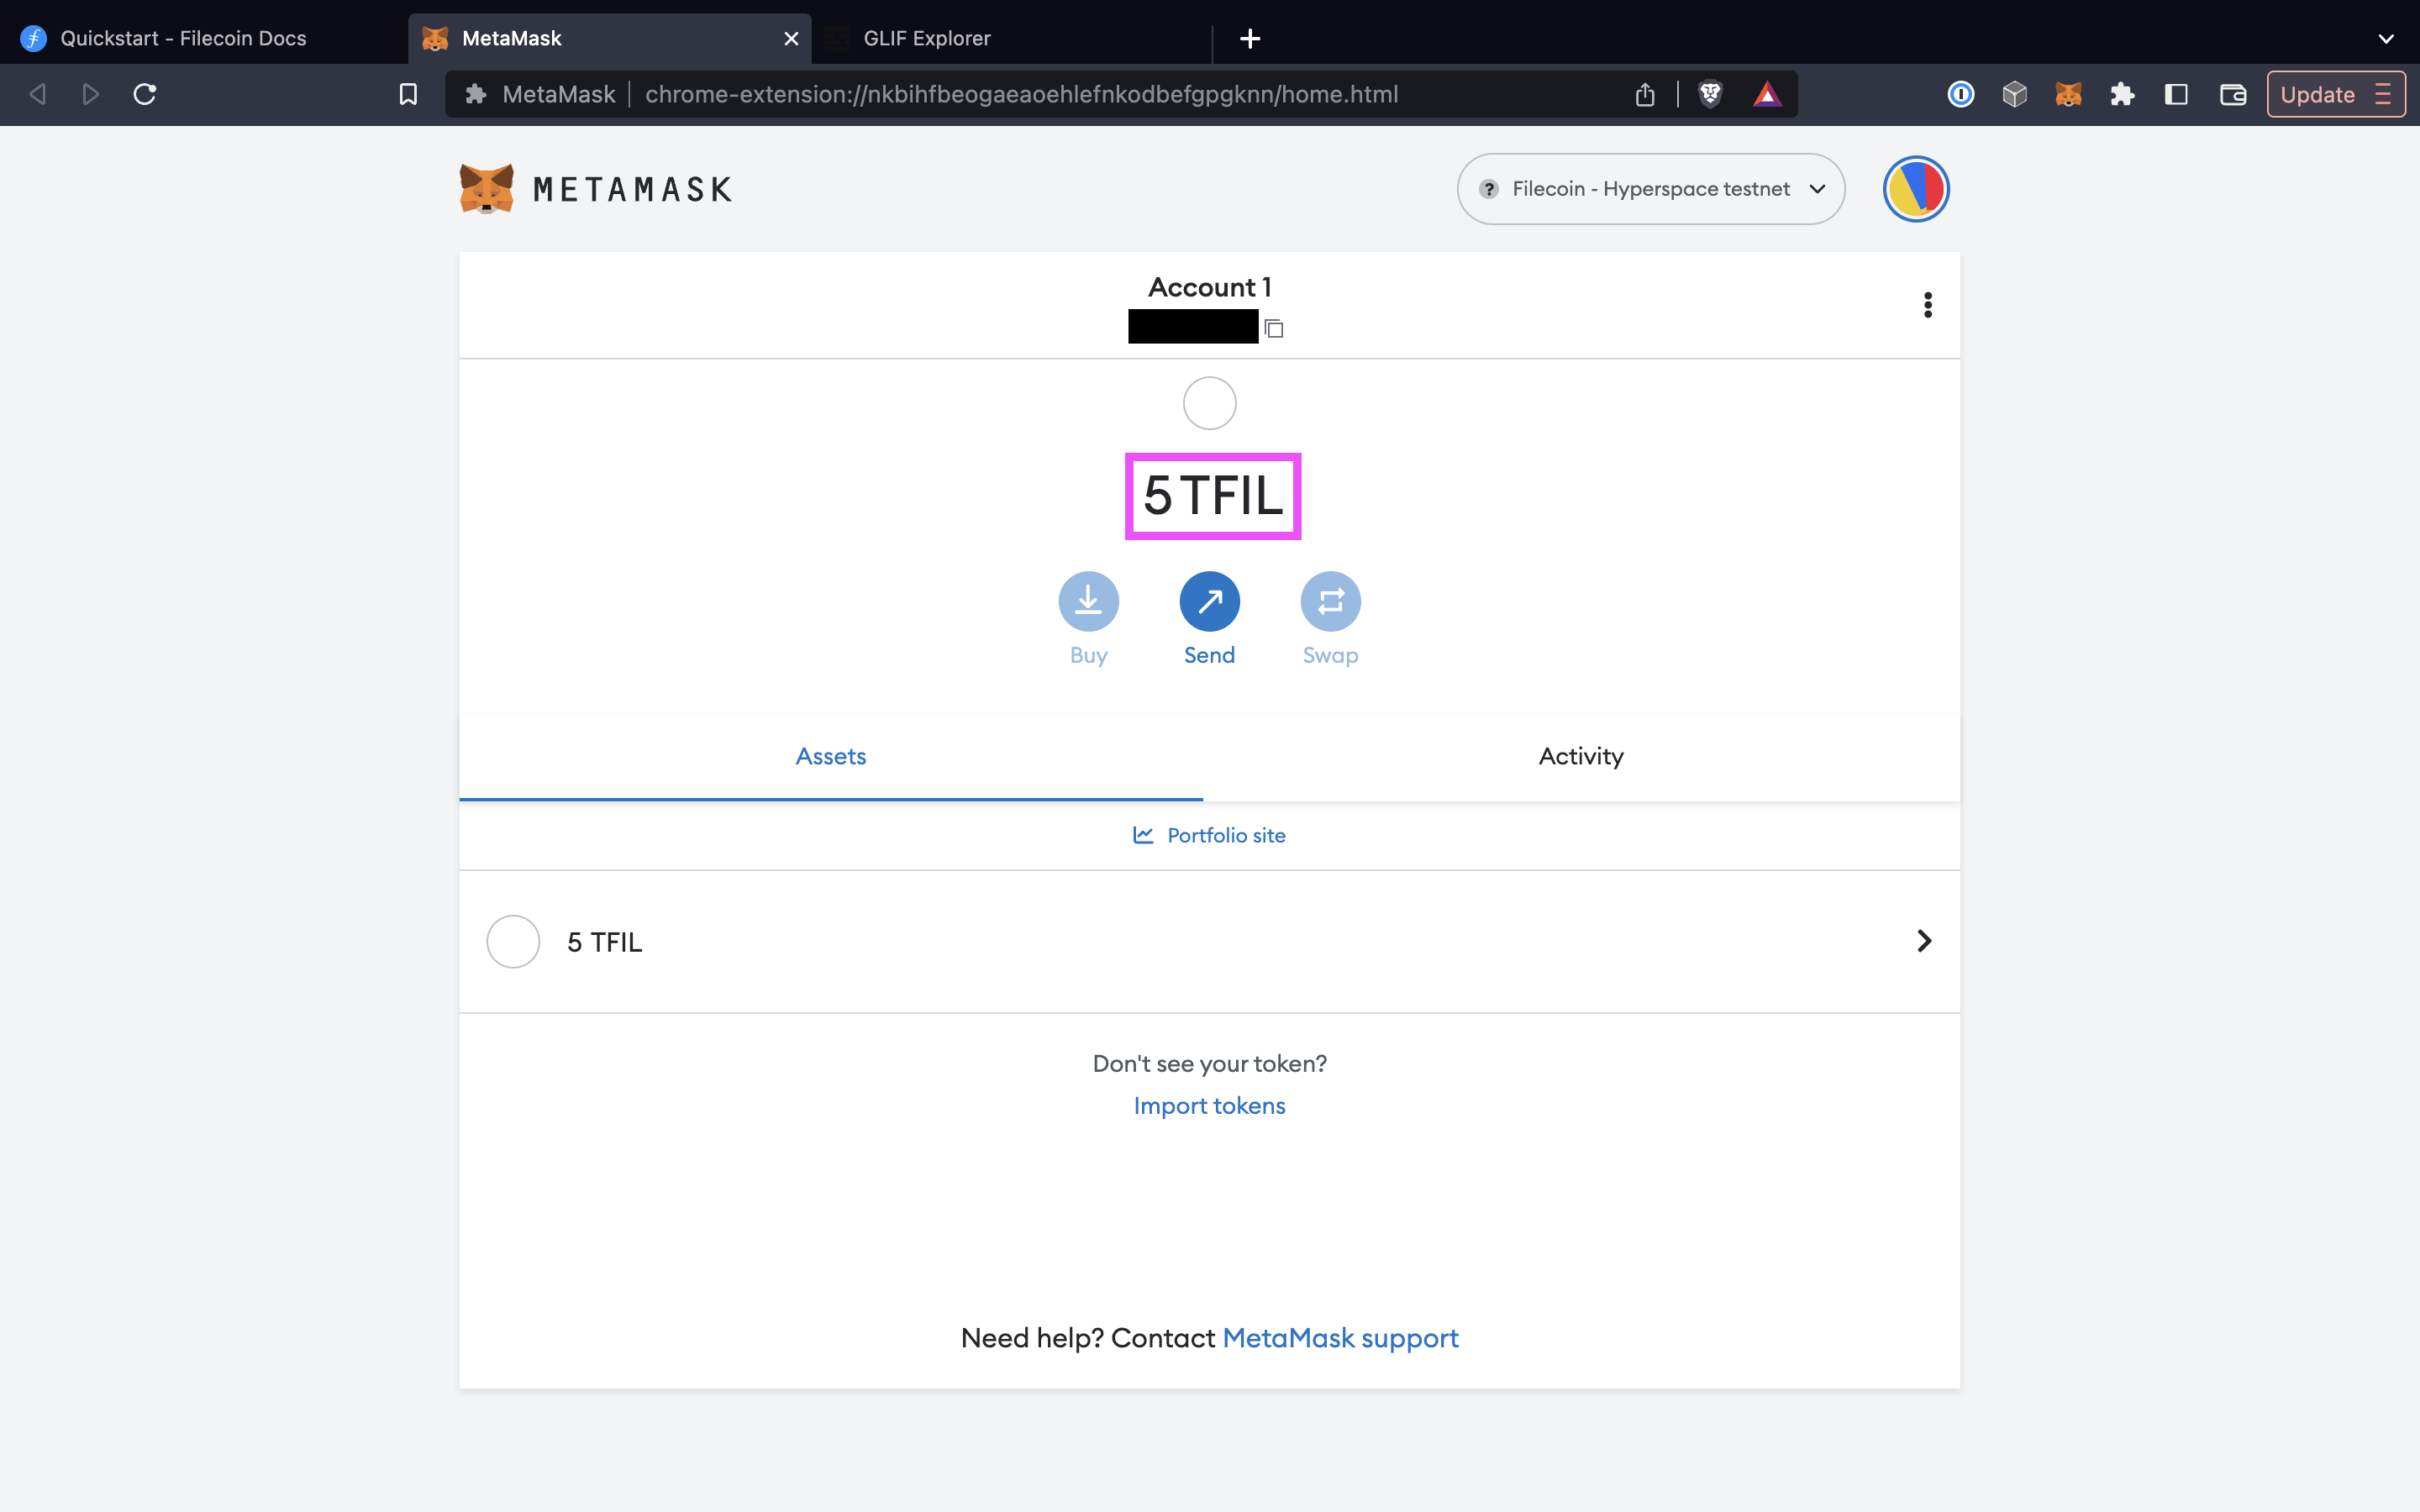 Quickstart - Filecoin Docs
MetaMask
GLIF Explorer
MetaMask
chrome-extension://nkbihfbeogaeaoehlefnkodbefgpgknn/home.html
Update
METAMASK
Filecoin - Hyperspace testnet
Account 1
5 TFIL
Buy
Send
Swap
Assets
Activity
Portfolio site
5 TFIL
Don't see your token?
Import tokens
Need help? Contact MetaMask support